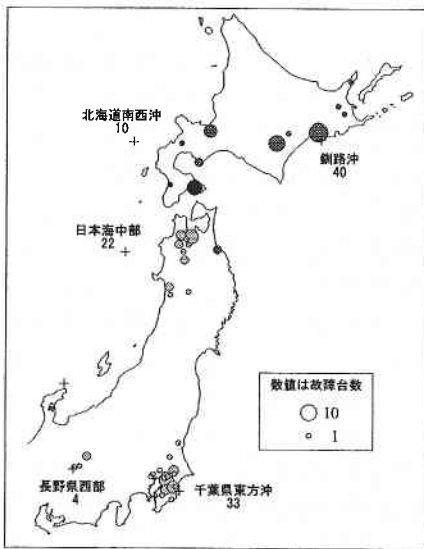 北海道南西沖
10
釧路沖
40
日本海中部
22
数値は故障台数
10
1
長野県西部
4
千葉県東方沖
33